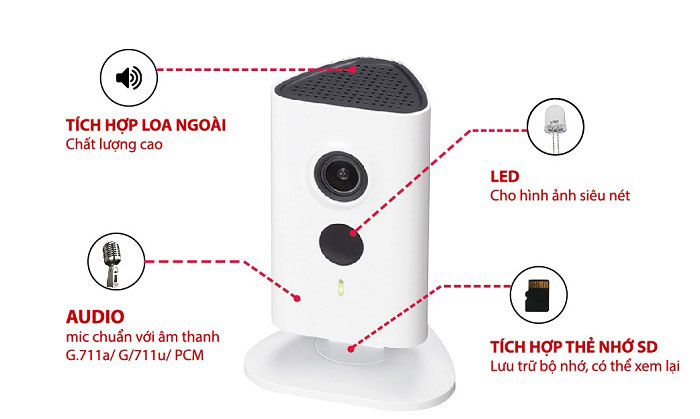 TÍCH HỢP LOA NGOÀI
Chất lượng cao
LED
Cho hình ảnh siêu nét
AUDIO
mic chuẩn với âm thanh
G.711a/ G/711u/ PCM
TÍCH HỢP THẺ NHỚ SD
Lưu trữ bộ nhớ, có thể xem lại